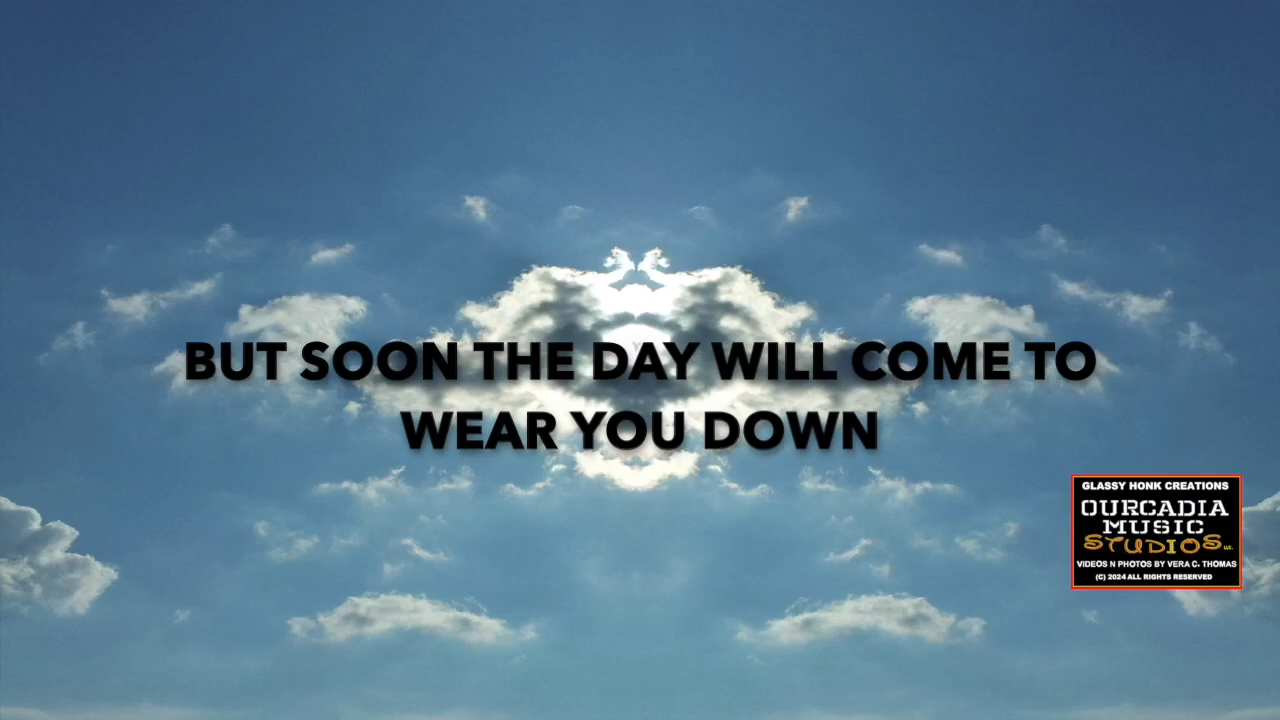 BUT SOON THE DAY WILL COME TO
WEAR YOU DOWN
GLASSY HONK CREATIONS
OURCADIA
MUSIC
STUDIOS LLC.
VIDEOS N PHOTOS BY VERA C. THOMAS
(C) 2024 ALL RIGHTS RESERVED